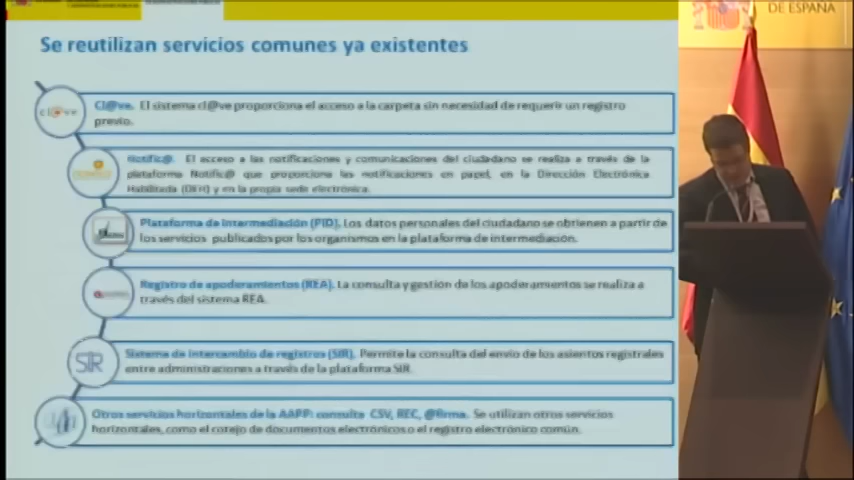 DE ESPAÑA
Se reutilizan servicios comunes ya existentes
cl@ve
Cl@ve. El sistema cl@ve proporciona el acceso a la carpeta sin necesidad de requerir un registro
previo.
Notific@. El acceso a las notificaciones y comunicaciones del ciudadano se realiza a través de la
plataforma Notific@ que proporciona las notificaciones en papel, en la Dirección Electrónica
Habilitada (DEH) y en la propia sede electrónica.
Plataforma de intermediación (PID). Los datos personales del ciudadano se obtienen a partir de
los servicios publicados por los organismos en la plataforma de intermediación.
Registro de apoderamientos (REA). La consulta y gestión de los apoderamientos se realiza a
través del sistema REA.
SIR
Sistema de intercambio de registros (SIR). Permite la consulta del envío de los asientos registrales
entre administraciones a través de la plataforma SIR.
Otros servicios horizontales de la AAPP: consulta CSV, REC, @firma. Se utilizan otros servicios
horizontales, como el cotejo de documentos electrónicos o el registro electrónico común.